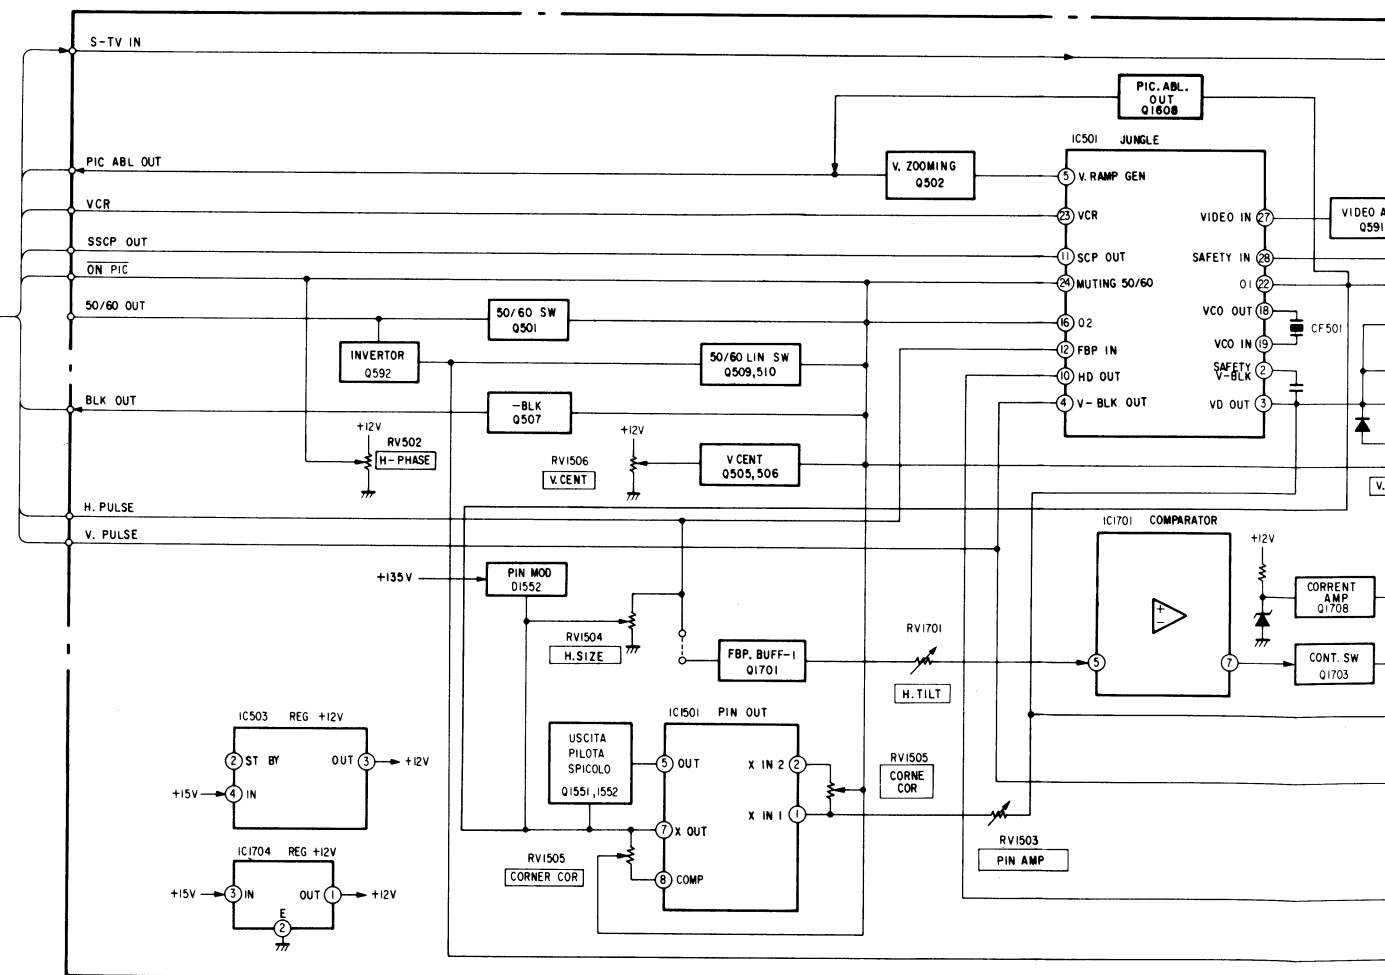 S-TV IN
PIC. ABL.
OUT
Q1608
IC501 JUNGLE
PIC ABL OUT
V. ZOOMING
Q502
5 V. RAMP GEN
VCR
23 VCR
VIDEO IN 27
SSCP OUT
11 SCP OUT
SAFETY IN 28
ON PIC
24 MUTING 50/60
01 22
50/60 OUT
50/60 SW
Q501
16 02
VCO OUT 18
CF501
INVERTOR
Q592
50/60 LIN SW
Q509,510
12 FBP IN
VCO IN 19
10 HD OUT
SAFETY
V-BLK 2
BLK OUT
-BLK
Q507
4 V-BLK OUT
VD OUT 3
VIDEO A
Q591
+12V
RV502
H-PHASE
+12V
RV1506
V.CENT
V CENT
Q505,506
V.
H. PULSE
V. PULSE
IC1701 COMPARATOR
+ -
5
7
+12V
CORRENT
AMP
Q1708
CONT. SW
Q1703
+135V
PIN MOD
D1552
RV1504
H.SIZE
FBP. BUFF-1
Q1701
RV1701
H.TILT
IC503 REG +12V
2 ST BY
OUT 3
+12V
+15V
4 IN
IC1704 REG +12V
+15V
3 IN
OUT 1
+12V
E
2
USCITA
PILOTA
SPICOLO
Q1551,1552
IC1501 PIN OUT
5 OUT
X IN 2 2
7 X OUT
X IN 1 1
8 COMP
RV1505
CORNE
COR
RV1505
CORNER COR
RV1503
PIN AMP